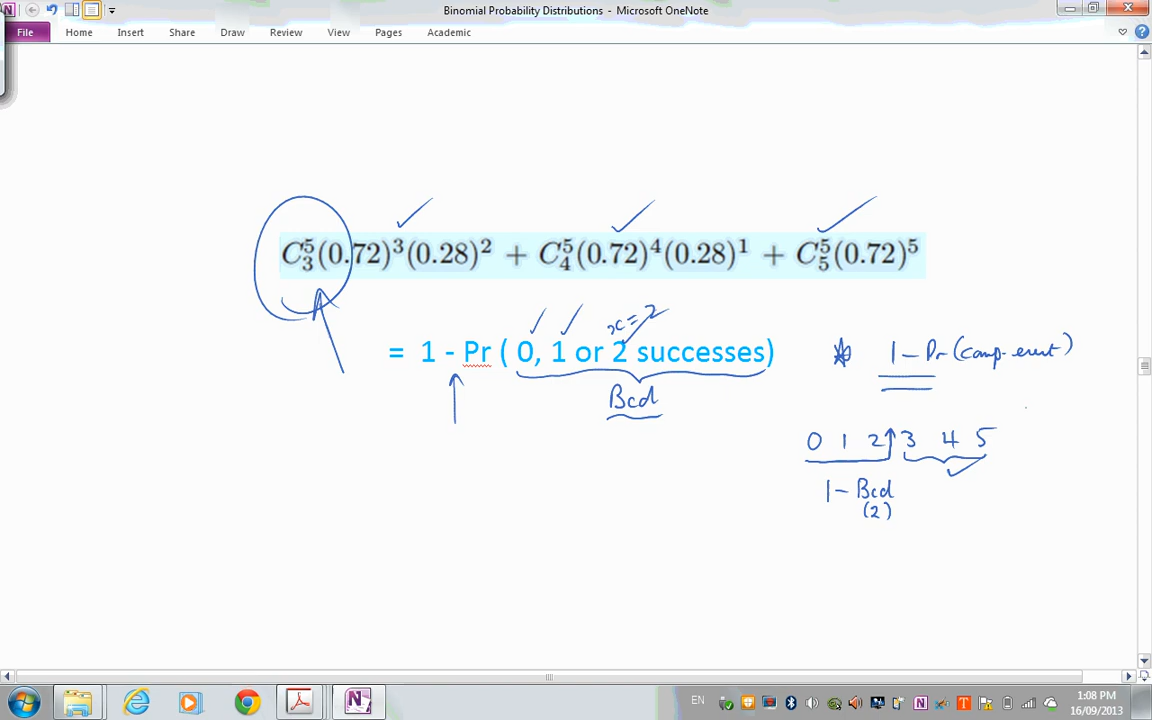 Binomial Probability Distributions - Microsoft OneNote
File Home Insert Share Draw Review View Pages Academic
C⁵₃(0.72)³(0.28)² + C⁵₄(0.72)⁴(0.28)¹ + C⁵₅(0.72)⁵
x=2
= 1 - Pr ( 0, 1 or 2 successes)
1-Pr(comp. event)
Bcd
0 1 2 3 4 5
1-Bcd
(2)
EN
1:08 PM
16/09/2013